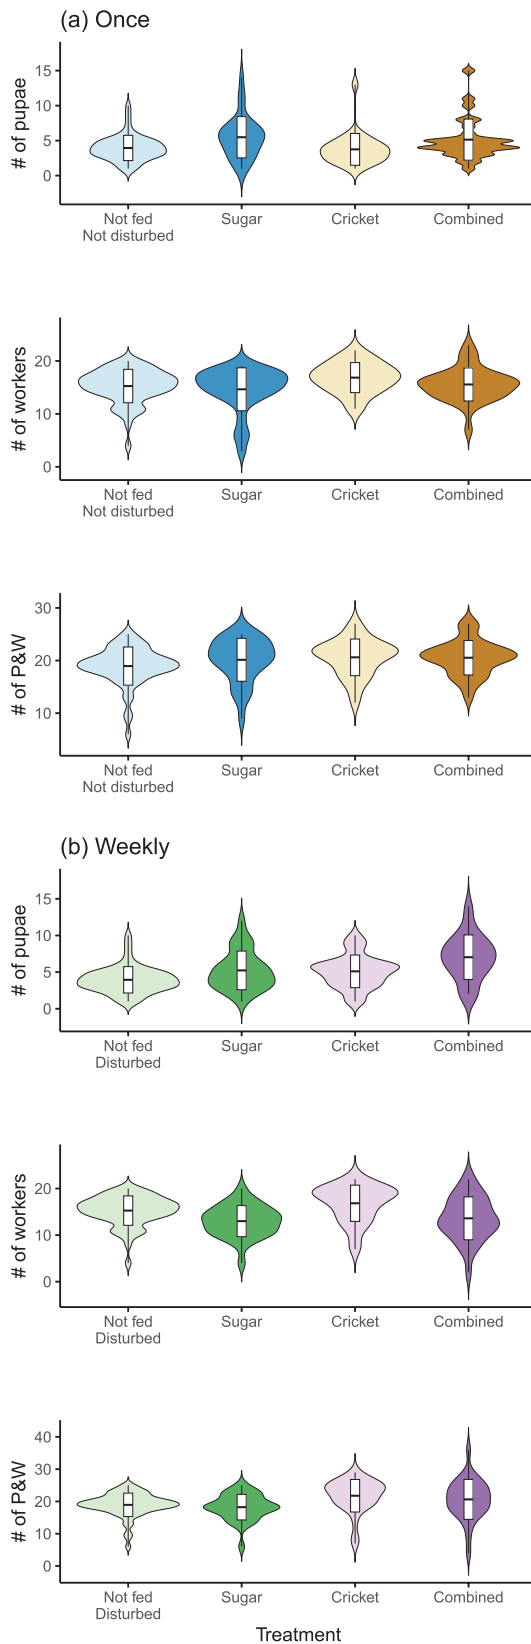 (a) Once
# of pupae
15
10
5
0
Not fed
Not disturbed
Sugar
Cricket
Combined
# of workers
20
10
0
Not fed
Not disturbed
Sugar
Cricket
Combined
# of P&W
30
20
10
Not fed
Not disturbed
Sugar
Cricket
Combined
(b) Weekly
# of pupae
15
10
5
0
Not fed
Disturbed
Sugar
Cricket
Combined
# of workers
20
10
0
Not fed
Disturbed
Sugar
Cricket
Combined
# of P&W
40
30
20
10
0
Not fed
Disturbed
Sugar
Cricket
Combined
Treatment